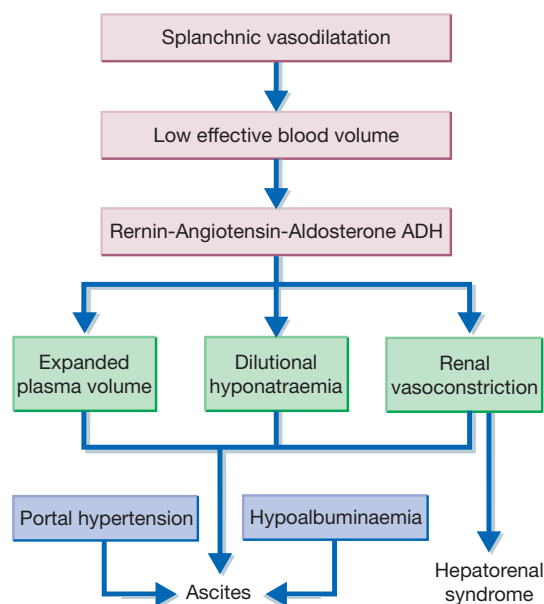 Splanchnic vasodilatation
Low effective blood volume
Rernin-Angiotensin-Aldosterone ADH
Expanded
plasma volume
Dilutional
hyponatraemia
Renal
vasoconstriction
Portal hypertension
Hypoalbuminaemia
Ascites
Hepatorenal
syndrome